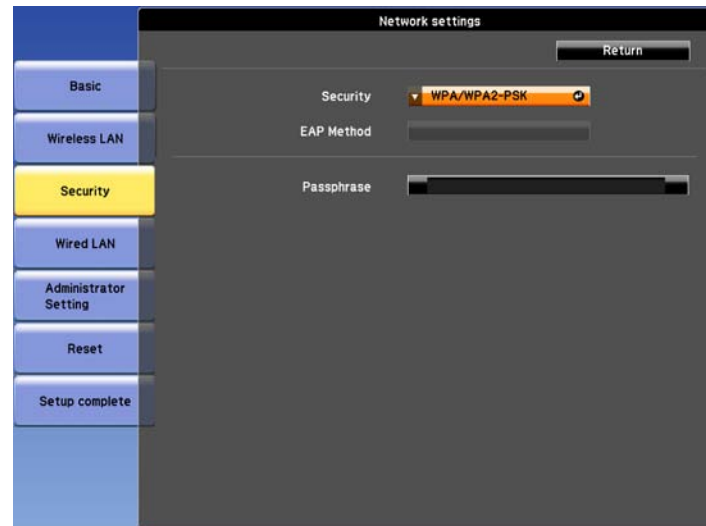 Network settings
Return
Basic
Wireless LAN
Security
Wired LAN
Administrator
Setting
Reset
Setup complete
Security
WPA/WPA2-PSK
EAP Method
Passphrase